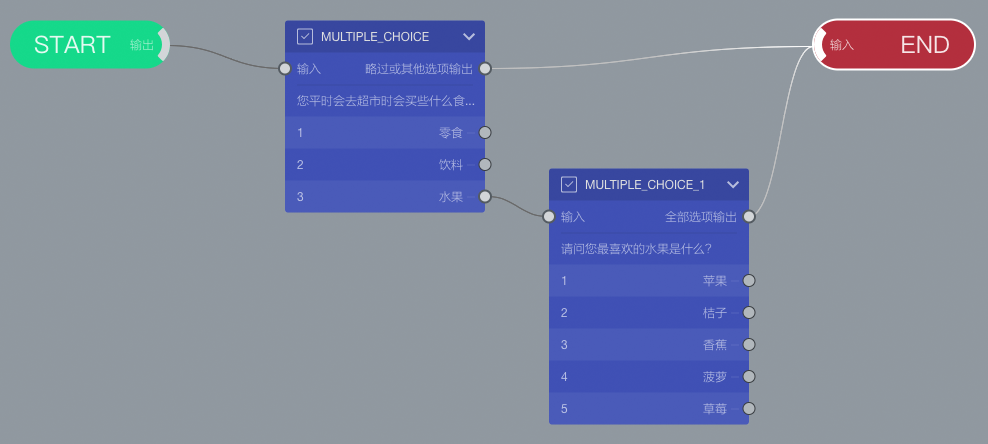 START 输出
MULTIPLE_CHOICE
输入 略过或其他选项输出
您平时会去超市时会买些什么食...
1 零食
2 饮料
3 水果
MULTIPLE_CHOICE_1
输入 全部选项输出
请问您最喜欢的水果是什么?
1 苹果
2 桔子
3 香蕉
4 菠萝
5 草莓
输入 END